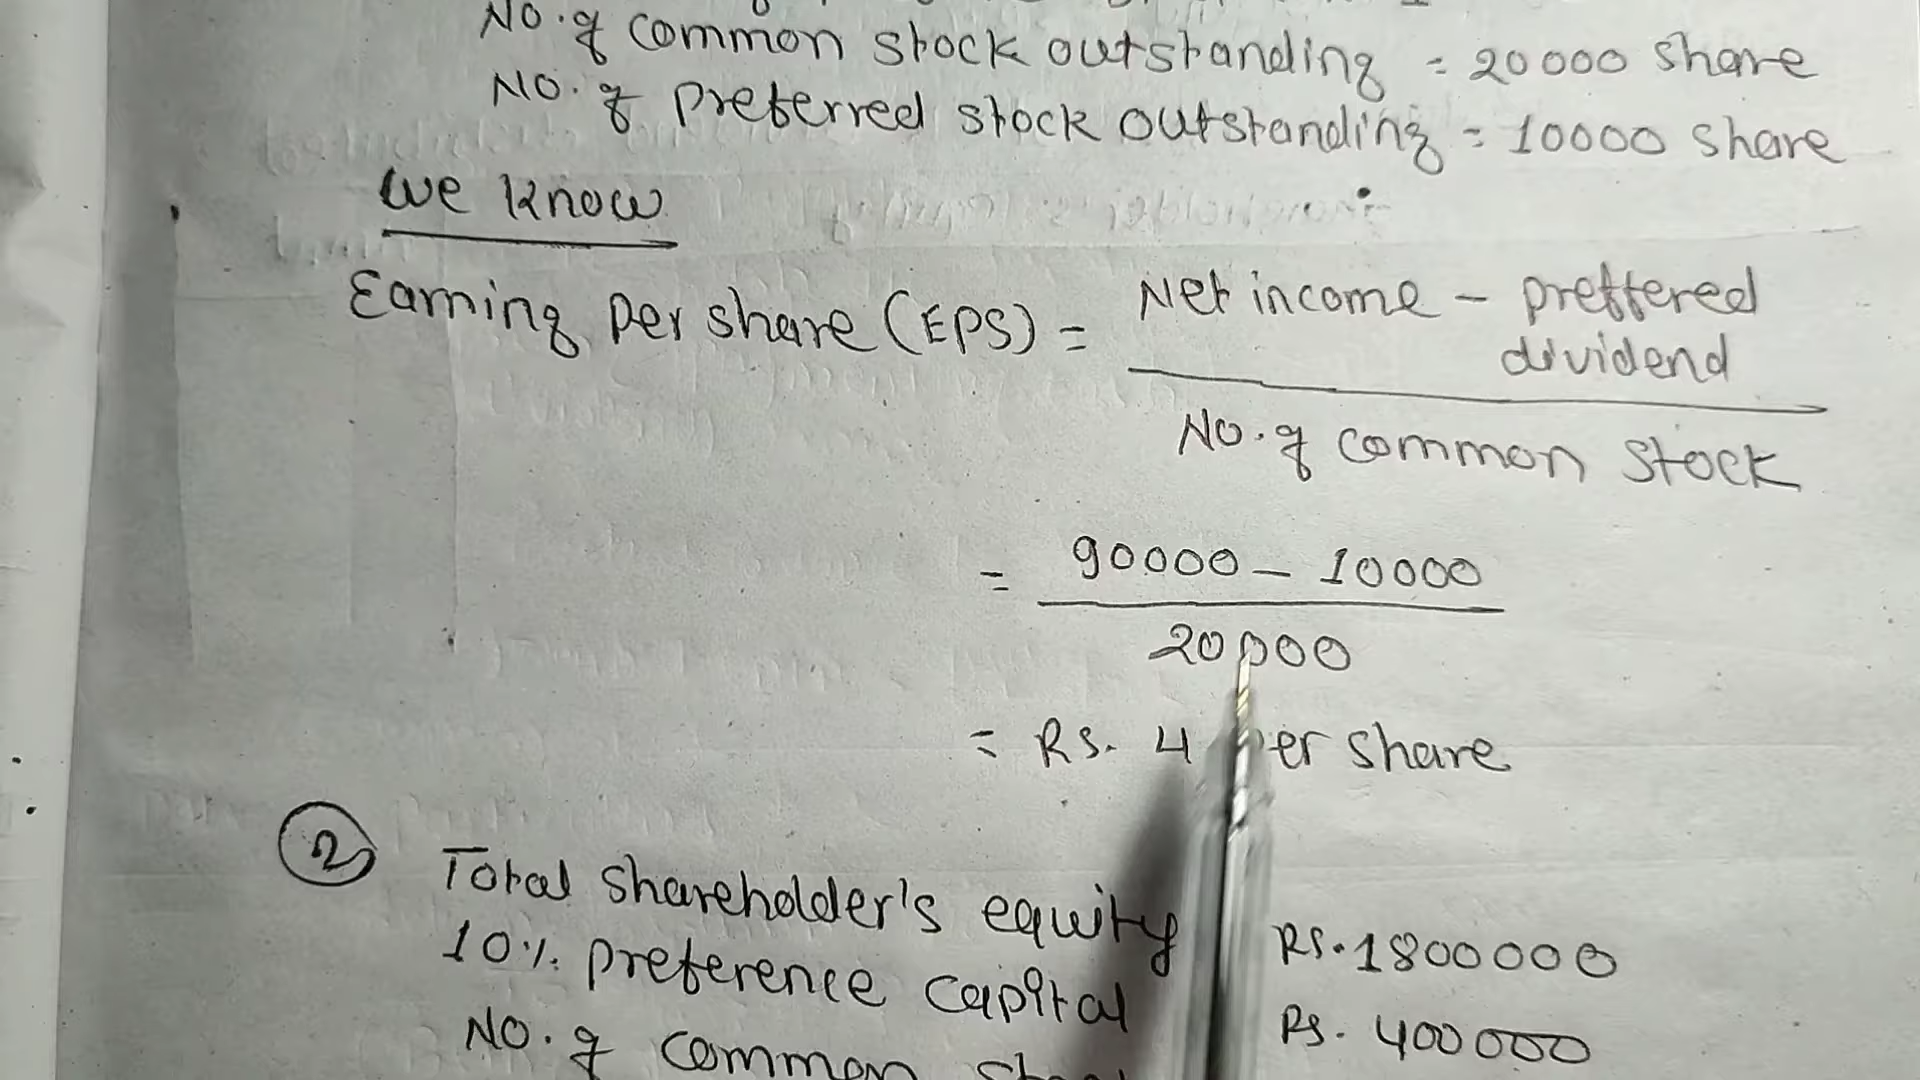 No. of common stock outstanding = 20000 share
No. of preferred stock outstanding = 10000 share
we know
Earning per share (EPS) = Net income - preffered dividend
No. of common stock
= 90000 - 10000
20000
= Rs. 4 per share
2 Total shareholder's equity Rs. 1800000
10% preference capital Rs. 400000
No. of common